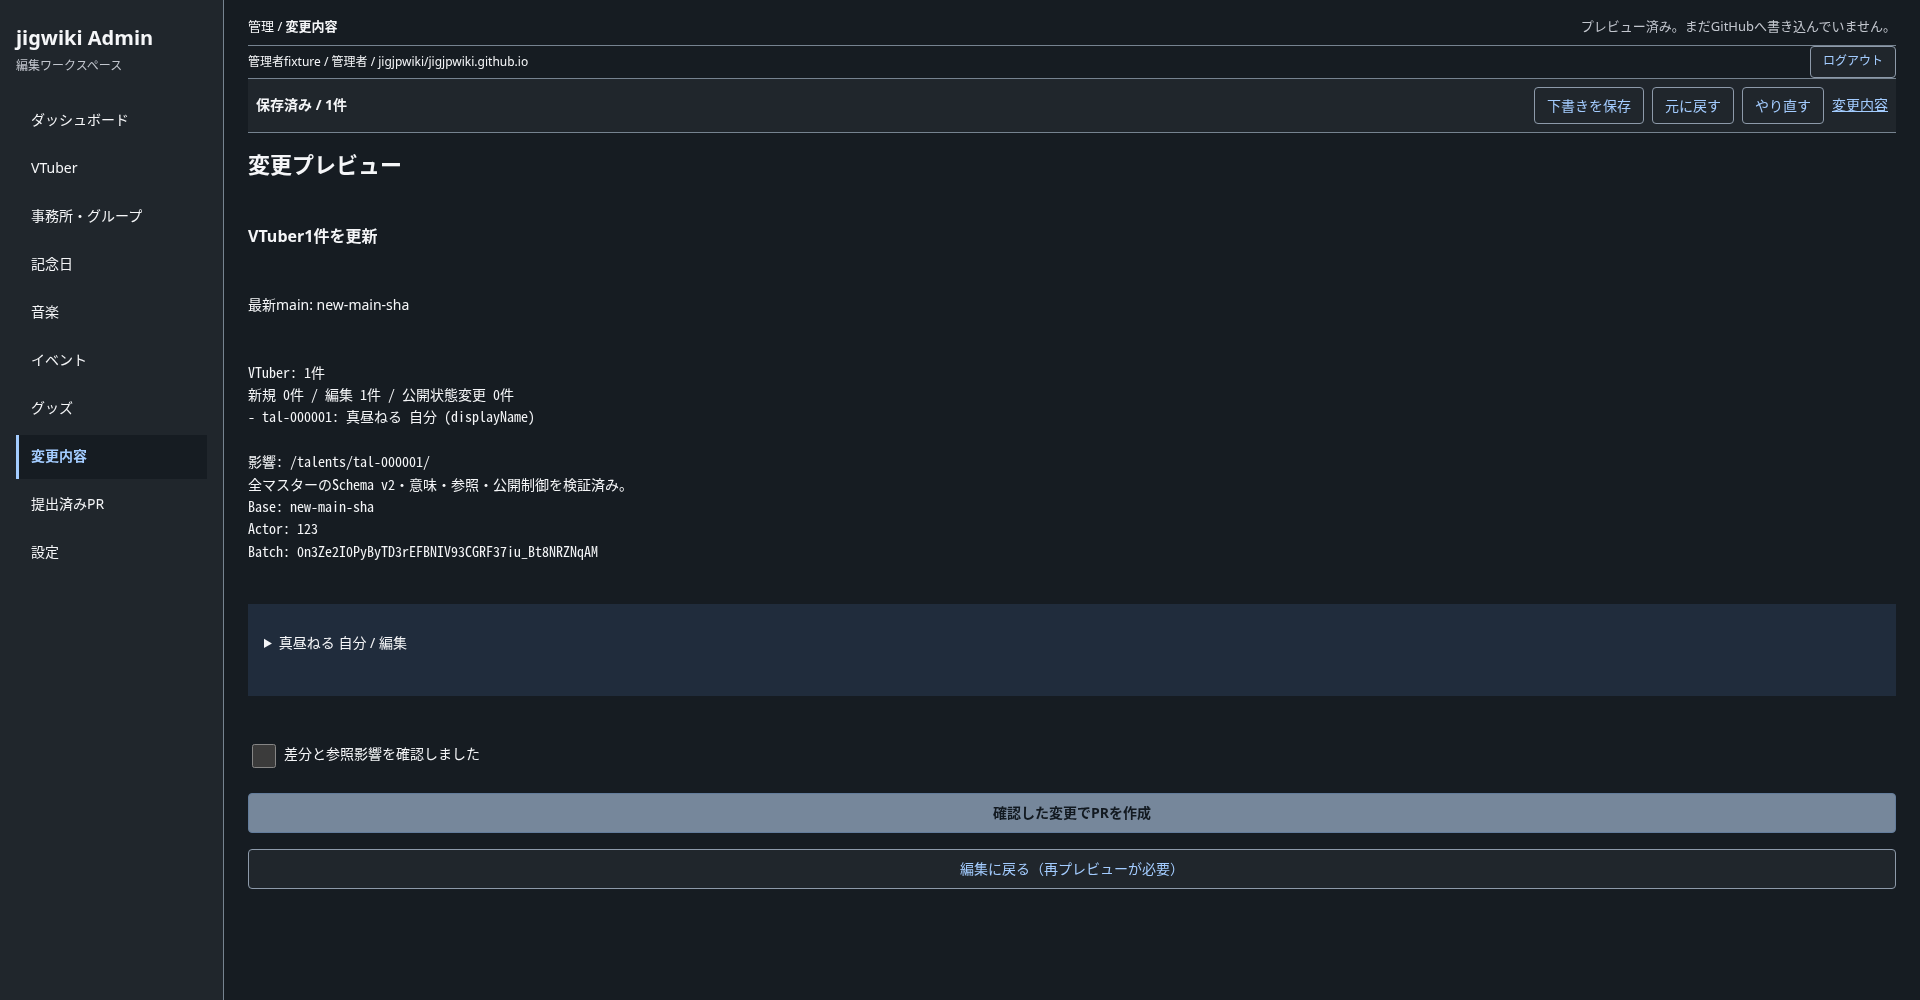 jigwiki Admin
編集ワークスペース
ダッシュボード
VTuber
事務所・グループ
記念日
音楽
イベント
グッズ
変更内容
提出済みPR
設定
管理 / 変更内容
プレビュー済み。まだGitHubへ書き込んでいません。
管理者fixture / 管理者 / jigjpwiki/jigjpwiki.github.io
ログアウト
保存済み / 1件
下書きを保存
元に戻す
やり直す
変更内容
変更プレビュー
VTuber1件を更新
最新main: new-main-sha
VTuber: 1件
新規 0件 / 編集 1件 / 公開状態変更 0件
- tal-000001: 真昼ねる 自分 (displayName)
影響: /talents/tal-000001/
全マスターのSchema v2・意味・参照・公開制御を検証済み。
Base: new-main-sha
Actor: 123
Batch: 0n3Ze2I0PyByTD3rEFBNIV93CGRF37iu_Bt8NRZNqAM
▶ 真昼ねる 自分 / 編集
差分と参照影響を確認しました
確認した変更でPRを作成
編集に戻る（再プレビューが必要）